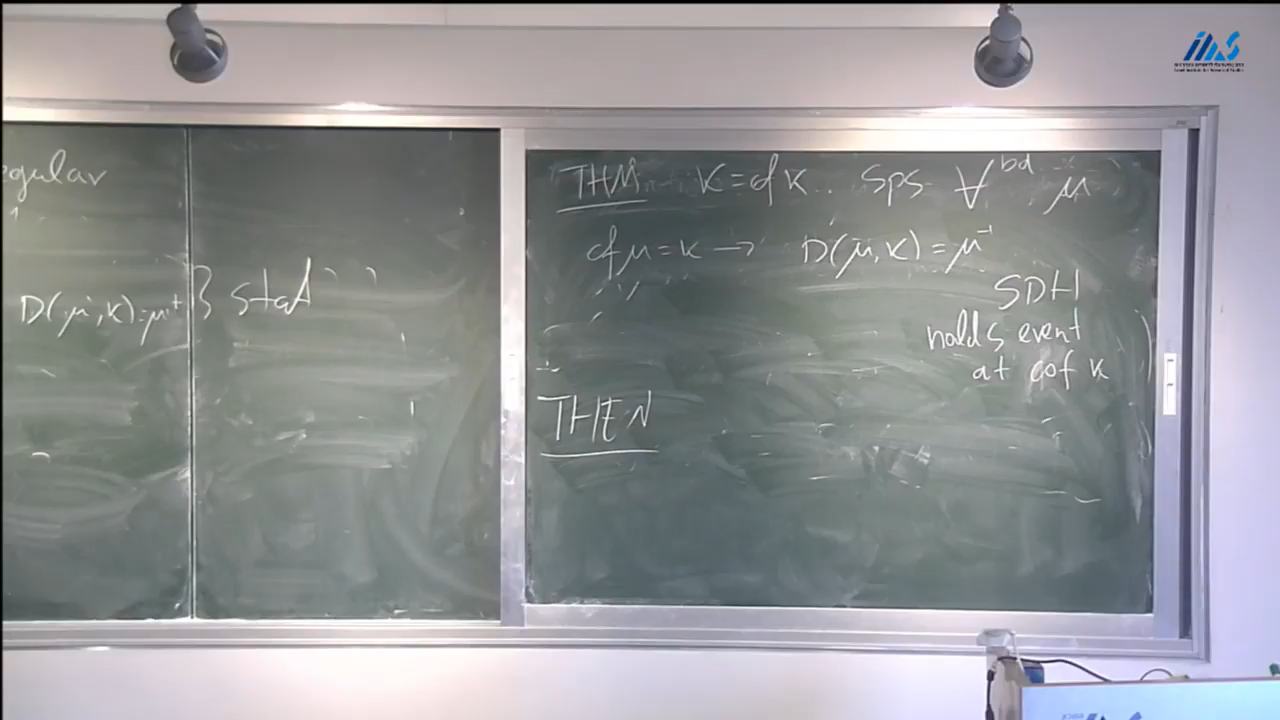 egular
D(μ,κ)=μ⁺} stat
THM κ=cf κ. Sps ∀ᵇᵈ μ
cf μ=κ → D(μ,κ)=μ⁺
SDH
holds event
at cof κ
THEN